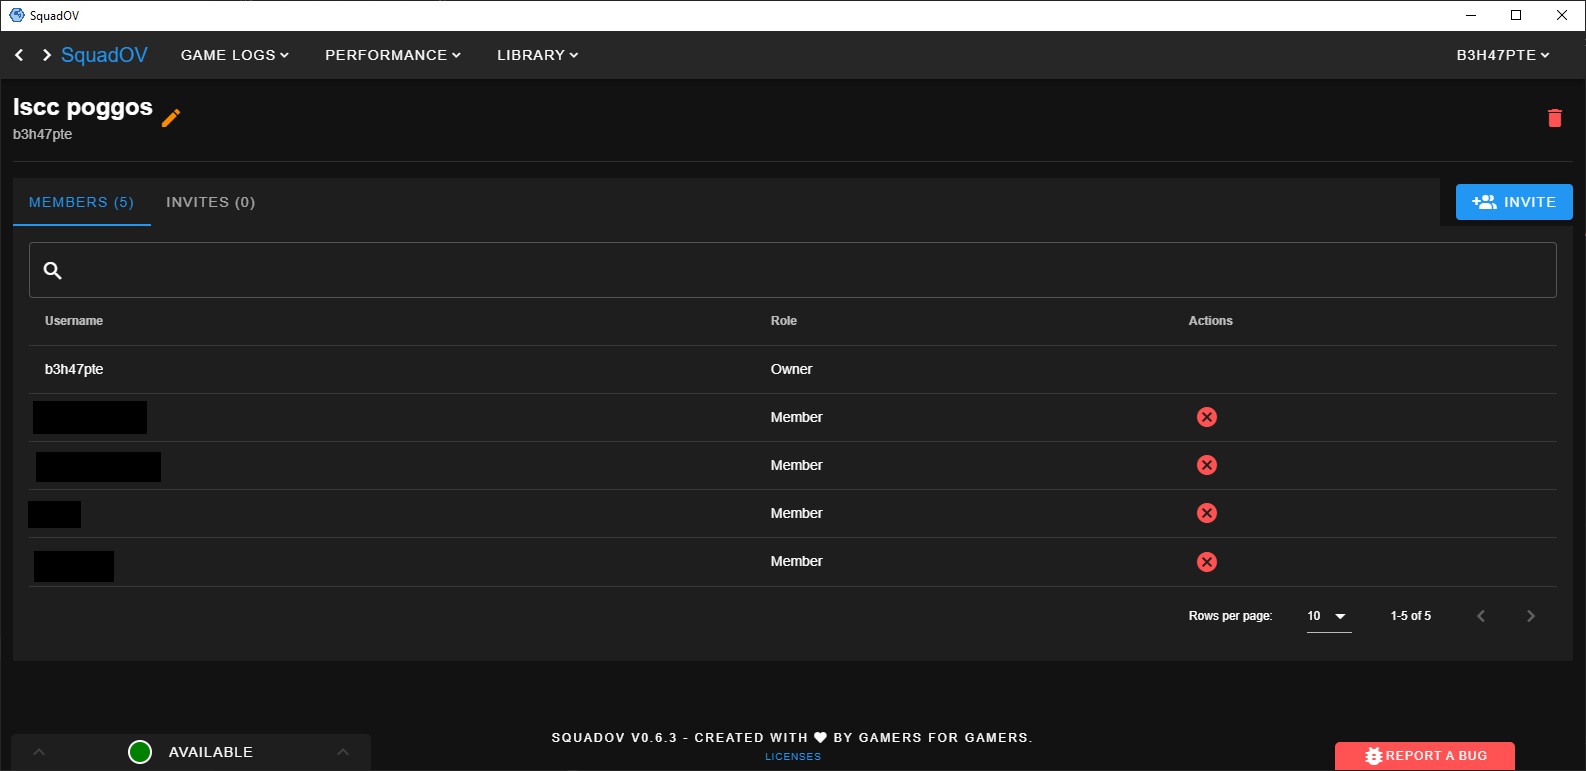 SquadOV
SquadOV GAME LOGS PERFORMANCE LIBRARY B3H47PTE
lscc poggos
b3h47pte
MEMBERS (5) INVITES (0) INVITE
Username Role Actions
b3h47pte Owner
Member
Member
Member
Member
Rows per page: 10 1-5 of 5
AVAILABLE
SQUADOV V0.6.3 - CREATED WITH BY GAMERS FOR GAMERS.
LICENSES
REPORT A BUG